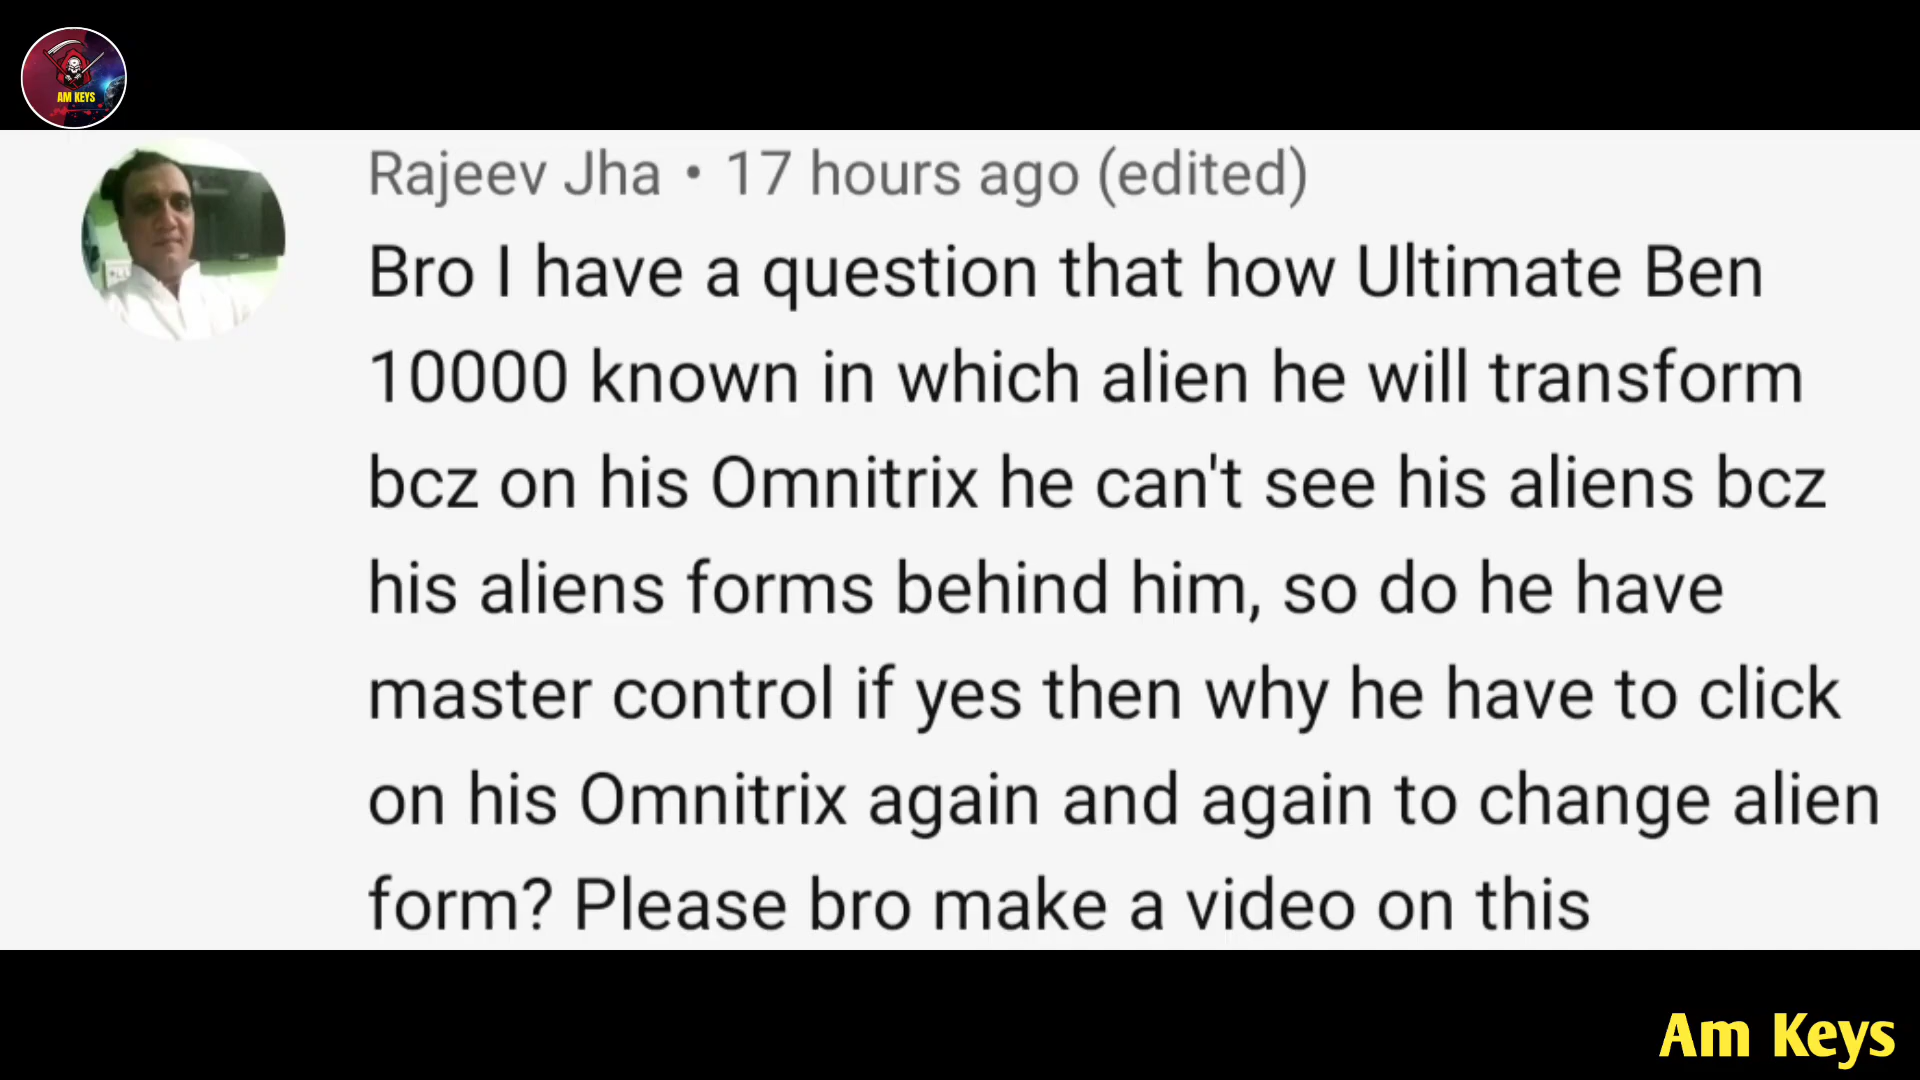 AM KEYS
Rajeev Jha • 17 hours ago (edited)
Bro I have a question that how Ultimate Ben
10000 known in which alien he will transform
bcz on his Omnitrix he can't see his aliens bcz
his aliens forms behind him, so do he have
master control if yes then why he have to click
on his Omnitrix again and again to change alien
form? Please bro make a video on this
Am Keys